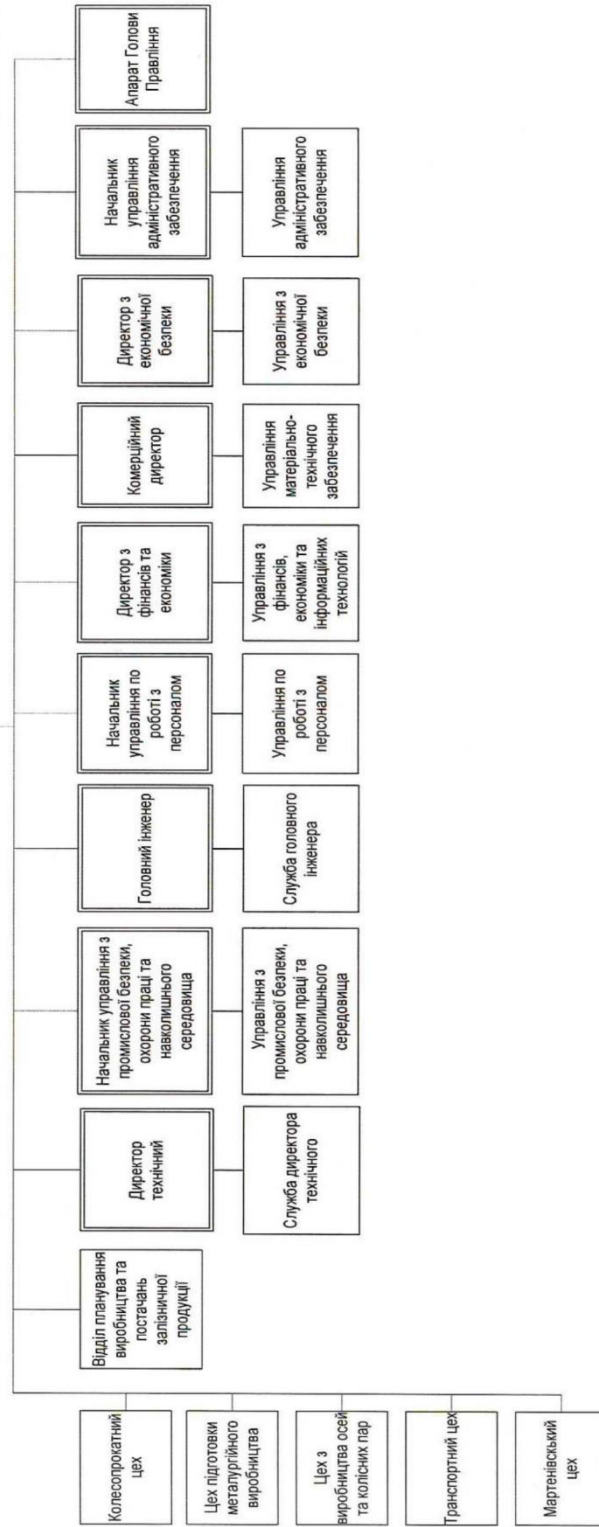 Відділ планування
виробництва та
постачань
залізничної
продукції
Директор
технічний
Начальник управління з
промислової безпеки,
охорони праці та
навколишнього
середовища
Головний інженер
Начальник
управління по
роботі з
персоналом
Директор з
фінансів та
економіки
Комерційний
директор
Директор з
економічної
безпеки
Начальник
управління
адміністративного
забезпечення
Апарат Голови
Правління
Служба директора
технічного
Управління з
промислової безпеки,
охорони праці та
навколишнього
середовища
Служба головного
інженера
Управління по
роботі з
персоналом
Управління з
фінансів,
економіки та
інформаційних
технологій
Управління
матеріально-
технічного
забезпечення
Управління з
економічної
безпеки
Управління
адміністративного
забезпечення
Колесопрокатний
цех
Цех підготовки
металургійного
виробництва
Цех з
виробництва осей
та колісних пар
Транспортний цех
Мартенівскький
цех